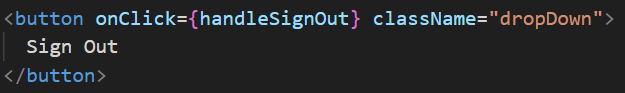 <button onClick={handleSignOut} className="dropDown">
Sign Out
</button>